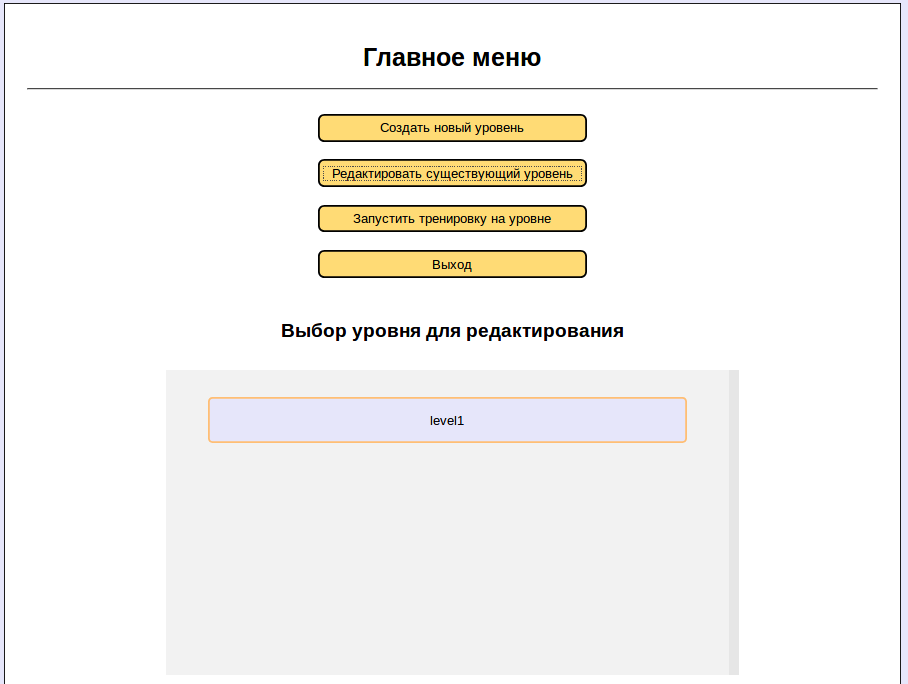 Главное меню
Создать новый уровень
Редактировать существующий уровень
Запустить тренировку на уровне
Выход
Выбор уровня для редактирования
level1